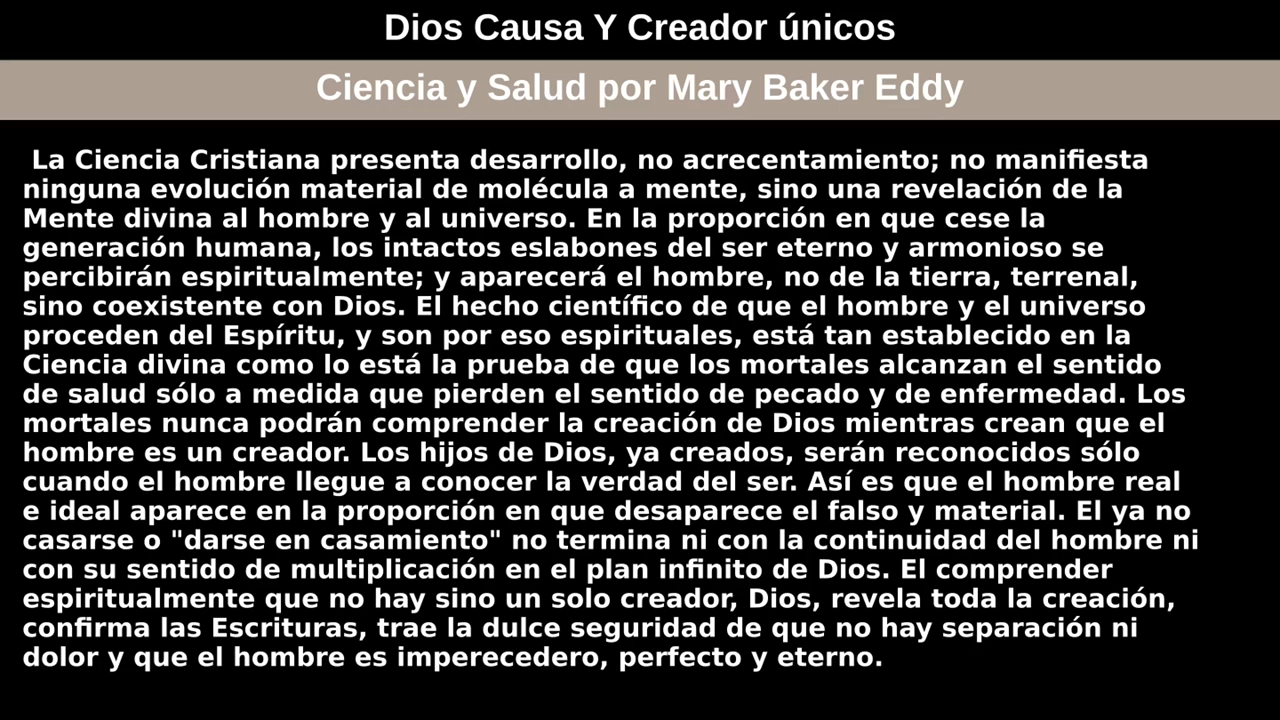 Dios Causa Y Creador únicos
Ciencia y Salud por Mary Baker Eddy
La Ciencia Cristiana presenta desarrollo, no acrecentamiento; no manifiesta
ninguna evolución material de molécula a mente, sino una revelación de la
Mente divina al hombre y al universo. En la proporción en que cese la
generación humana, los intactos eslabones del ser eterno y armonioso se
percibirán espiritualmente; y aparecerá el hombre, no de la tierra, terrenal,
sino coexistente con Dios. El hecho científico de que el hombre y el universo
proceden del Espíritu, y son por eso espirituales, está tan establecido en la
Ciencia divina como lo está la prueba de que los mortales alcanzan el sentido
de salud sólo a medida que pierden el sentido de pecado y de enfermedad. Los
mortales nunca podrán comprender la creación de Dios mientras crean que el
hombre es un creador. Los hijos de Dios, ya creados, serán reconocidos sólo
cuando el hombre llegue a conocer la verdad del ser. Así es que el hombre real
e ideal aparece en la proporción en que desaparece el falso y material. El ya no
casarse o "darse en casamiento" no termina ni con la continuidad del hombre ni
con su sentido de multiplicación en el plan infinito de Dios. El comprender
espiritualmente que no hay sino un solo creador, Dios, revela toda la creación,
confirma las Escrituras, trae la dulce seguridad de que no hay separación ni
dolor y que el hombre es imperecedero, perfecto y eterno.